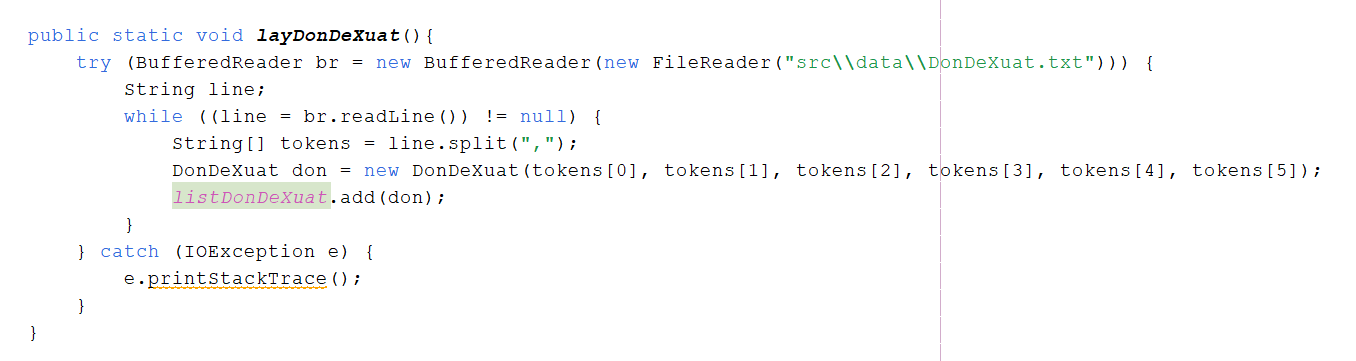 public static void layDonDeXuat(){
    try (BufferedReader br = new BufferedReader(new FileReader("src\\data\\DonDeXuat.txt"))) {
        String line;
        while ((line = br.readLine()) != null) {
            String[] tokens = line.split(",");
            DonDeXuat don = new DonDeXuat(tokens[0], tokens[1], tokens[2], tokens[3], tokens[4], tokens[5]);
            listDonDeXuat.add(don);
        }
    } catch (IOException e) {
        e.printStackTrace();
    }
}